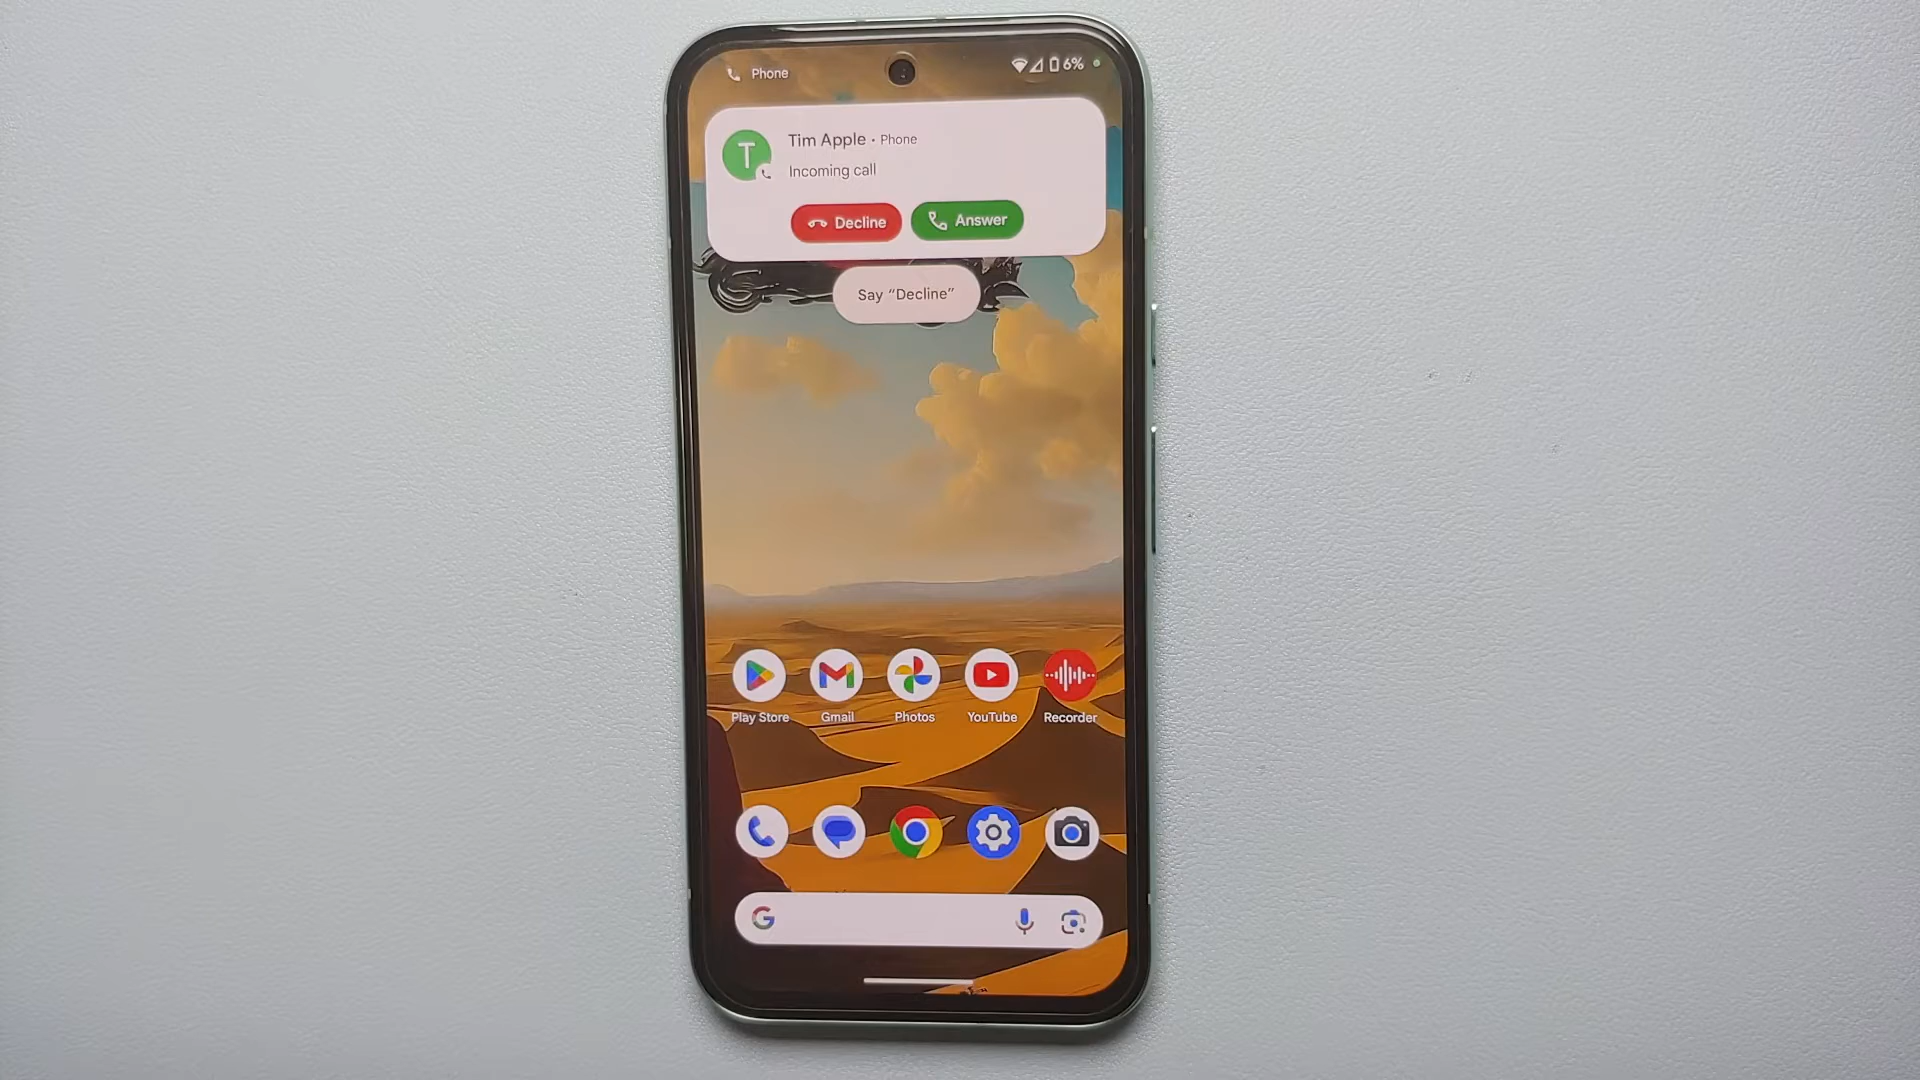 Phone
6%
T
Tim Apple • Phone
Incoming call
Decline
Answer
Say “Decline”
Play Store
Gmail
Photos
YouTube
Recorder